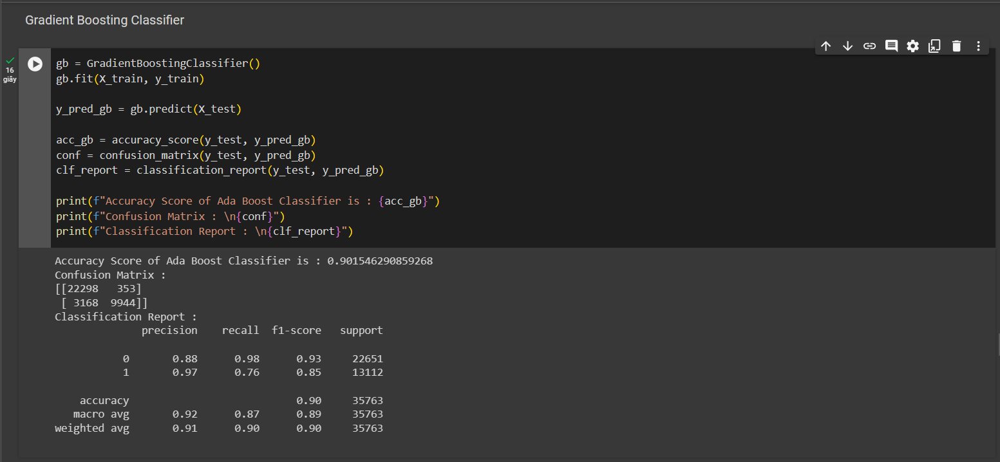 Gradient Boosting Classifier
16
giây
gb = GradientBoostingClassifier()
gb.fit(X_train, y_train)
y_pred_gb = gb.predict(X_test)
acc_gb = accuracy_score(y_test, y_pred_gb)
conf = confusion_matrix(y_test, y_pred_gb)
clf_report = classification_report(y_test, y_pred_gb)
print(f"Accuracy Score of Ada Boost Classifier is : {acc_gb}")
print(f"Confusion Matrix : \n{conf}")
print(f"Classification Report : \n{clf_report}")
Accuracy Score of Ada Boost Classifier is : 0.901546290859268
Confusion Matrix :
[[22298   353]
 [ 3168  9944]]
Classification Report :
              precision    recall  f1-score   support
           0       0.88      0.98      0.93     22651
           1       0.97      0.76      0.85     13112
    accuracy                           0.90     35763
   macro avg       0.92      0.87      0.89     35763
weighted avg       0.91      0.90      0.90     35763